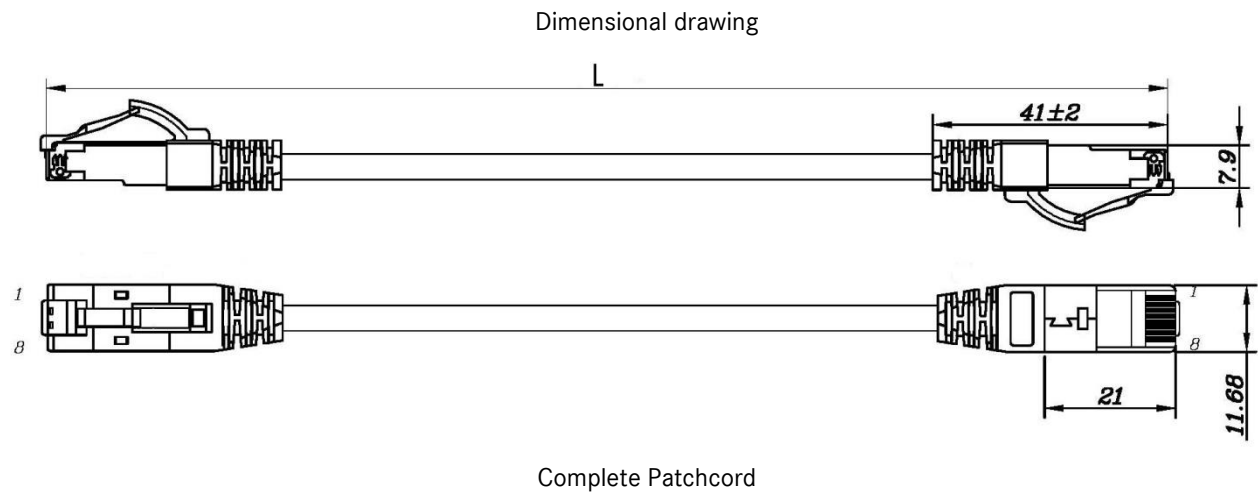 Dimensional drawing
L
41±2
7.9
1
8
1
8
21
11.68
Complete Patchcord